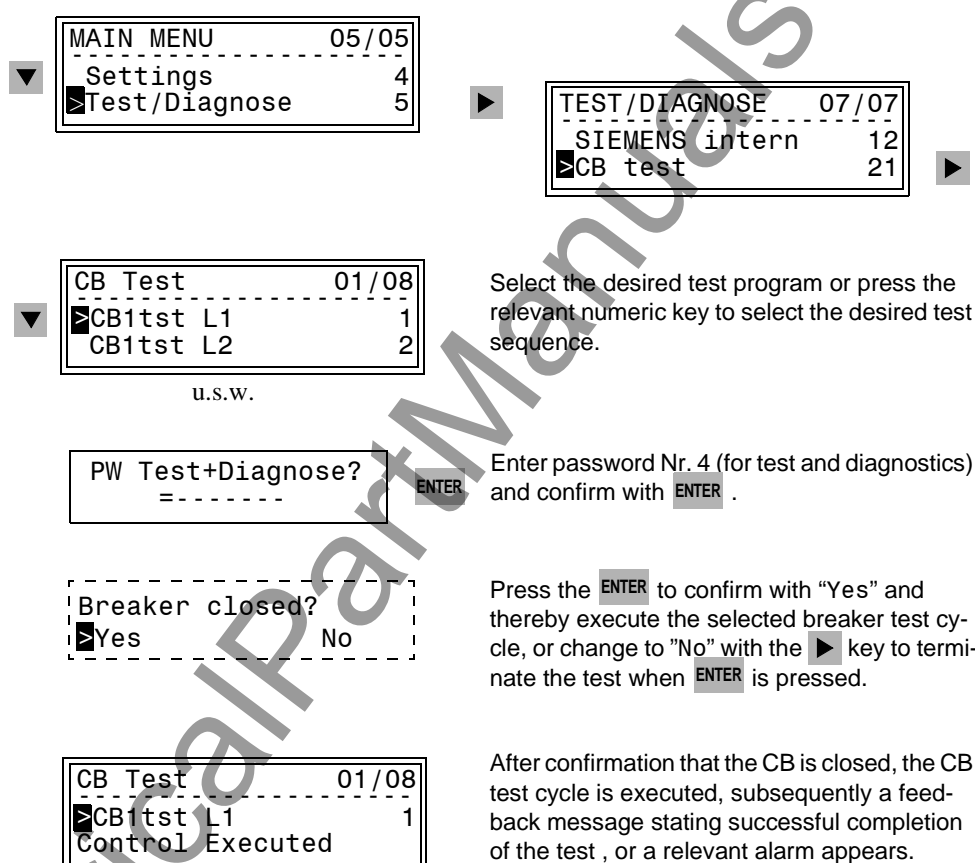 MAIN MENU 05/05
Settings 4
>Test/Diagnose 5
TEST/DIAGNOSE 07/07
SIEMENS intern 12
>CB test 21
CB Test 01/08
>CB1tst L1 1
CB1tst L2 2
u.s.w.
Select the desired test program or press the
relevant numeric key to select the desired test
sequence.
PW Test+Diagnose?
=-------
ENTER
Enter password Nr. 4 (for test and diagnostics)
and confirm with ENTER .
Breaker closed?
>Yes No
Press the ENTER to confirm with “Yes” and
thereby execute the selected breaker test cy-
cle, or change to ”No” with the ▶ key to termi-
nate the test when ENTER is pressed.
CB Test 01/08
>CB1tst L1 1
Control Executed
After confirmation that the CB is closed, the CB
test cycle is executed, subsequently a feed-
back message stating successful completion
of the test , or a relevant alarm appears.
icalPartManuals